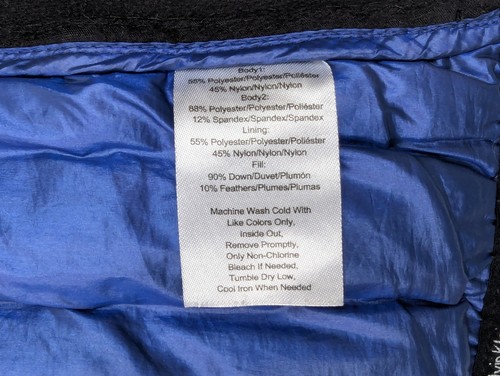 Body1:
55% Polyester/Polyester/Poliéster
45% Nylon/Nylon/Nylon
Body2:
88% Polyester/Polyester/Poliéster
12% Spandex/Spandex/Spandex
Lining:
55% Polyester/Polyester/Poliéster
45% Nylon/Nylon/Nylon
Fill:
90% Down/Duvet/Plumón
10% Feathers/Plumes/Plumas
Machine Wash Cold With
Like Colors Only,
Inside Out,
Remove Promptly,
Only Non-Chlorine
Bleach If Needed,
Tumble Dry Low,
Cool Iron When Needed